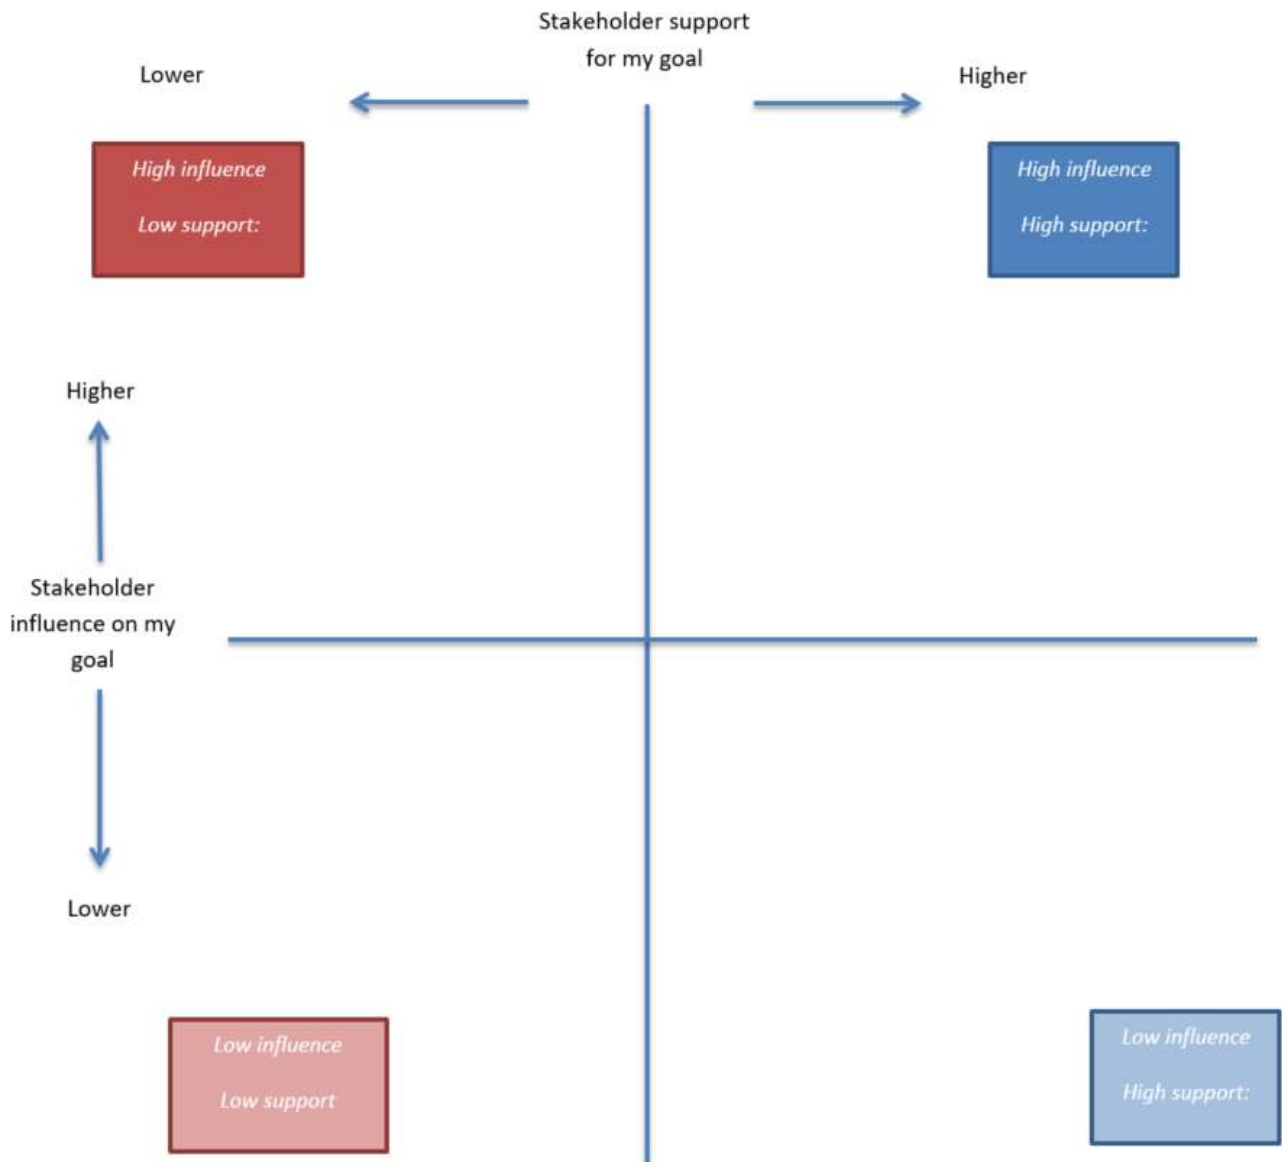 Stakeholder support
for my goal
Lower
Higher
High influence
Low support:
High influence
High support:
Higher
Stakeholder
influence on my
goal
Lower
Low influence
Low support
Low influence
High support: